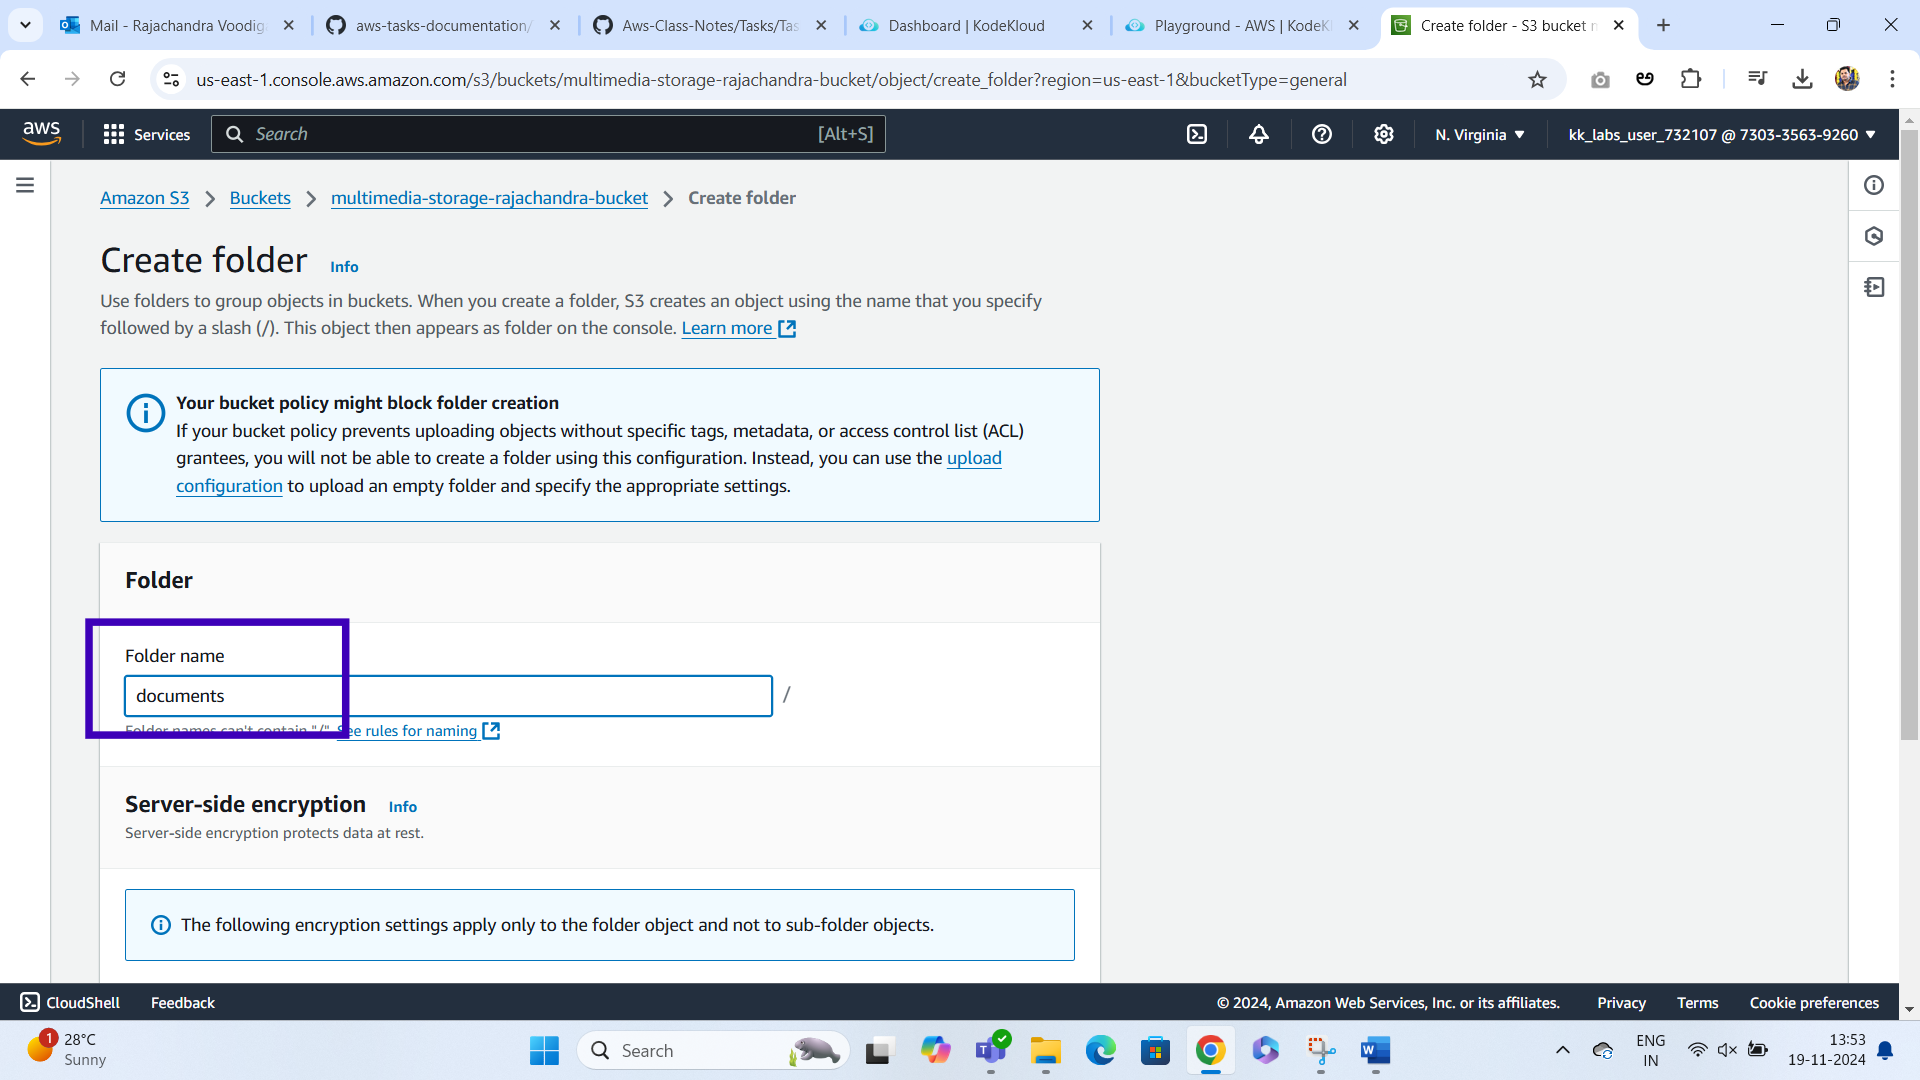 Mail - Rajachandra Voodiga
aws-tasks-documentation/
Aws-Class-Notes/Tasks/Tas
Dashboard | KodeKloud
Playground - AWS | KodeKl
Create folder - S3 bucket m
us-east-1.console.aws.amazon.com/s3/buckets/multimedia-storage-rajachandra-bucket/object/create_folder?region=us-east-1&bucketType=general
aws
Services
Search
[Alt+S]
N. Virginia
kk_labs_user_732107 @ 7303-3563-9260
Amazon S3
Buckets
multimedia-storage-rajachandra-bucket
Create folder
Create folder
Info
Use folders to group objects in buckets. When you create a folder, S3 creates an object using the name that you specify
followed by a slash (/). This object then appears as folder on the console. Learn more
Your bucket policy might block folder creation
If your bucket policy prevents uploading objects without specific tags, metadata, or access control list (ACL)
grantees, you will not be able to create a folder using this configuration. Instead, you can use the upload
configuration to upload an empty folder and specify the appropriate settings.
Folder
Folder name
documents
/
Folder names can't contain "/". See rules for naming
Server-side encryption
Info
Server-side encryption protects data at rest.
The following encryption settings apply only to the folder object and not to sub-folder objects.
CloudShell
Feedback
© 2024, Amazon Web Services, Inc. or its affiliates.
Privacy
Terms
Cookie preferences
1
28°C
Sunny
Search
ENG
IN
13:53
19-11-2024